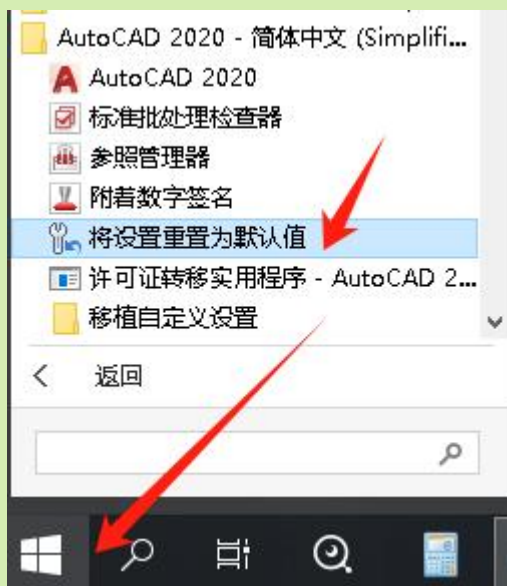 AutoCAD 2020 - 简体中文 (Simplifi...
AutoCAD 2020
标准批处理检查器
参照管理器
附着数字签名
将设置重置为默认值
许可证转移实用程序 - AutoCAD 2...
移植自定义设置
返回